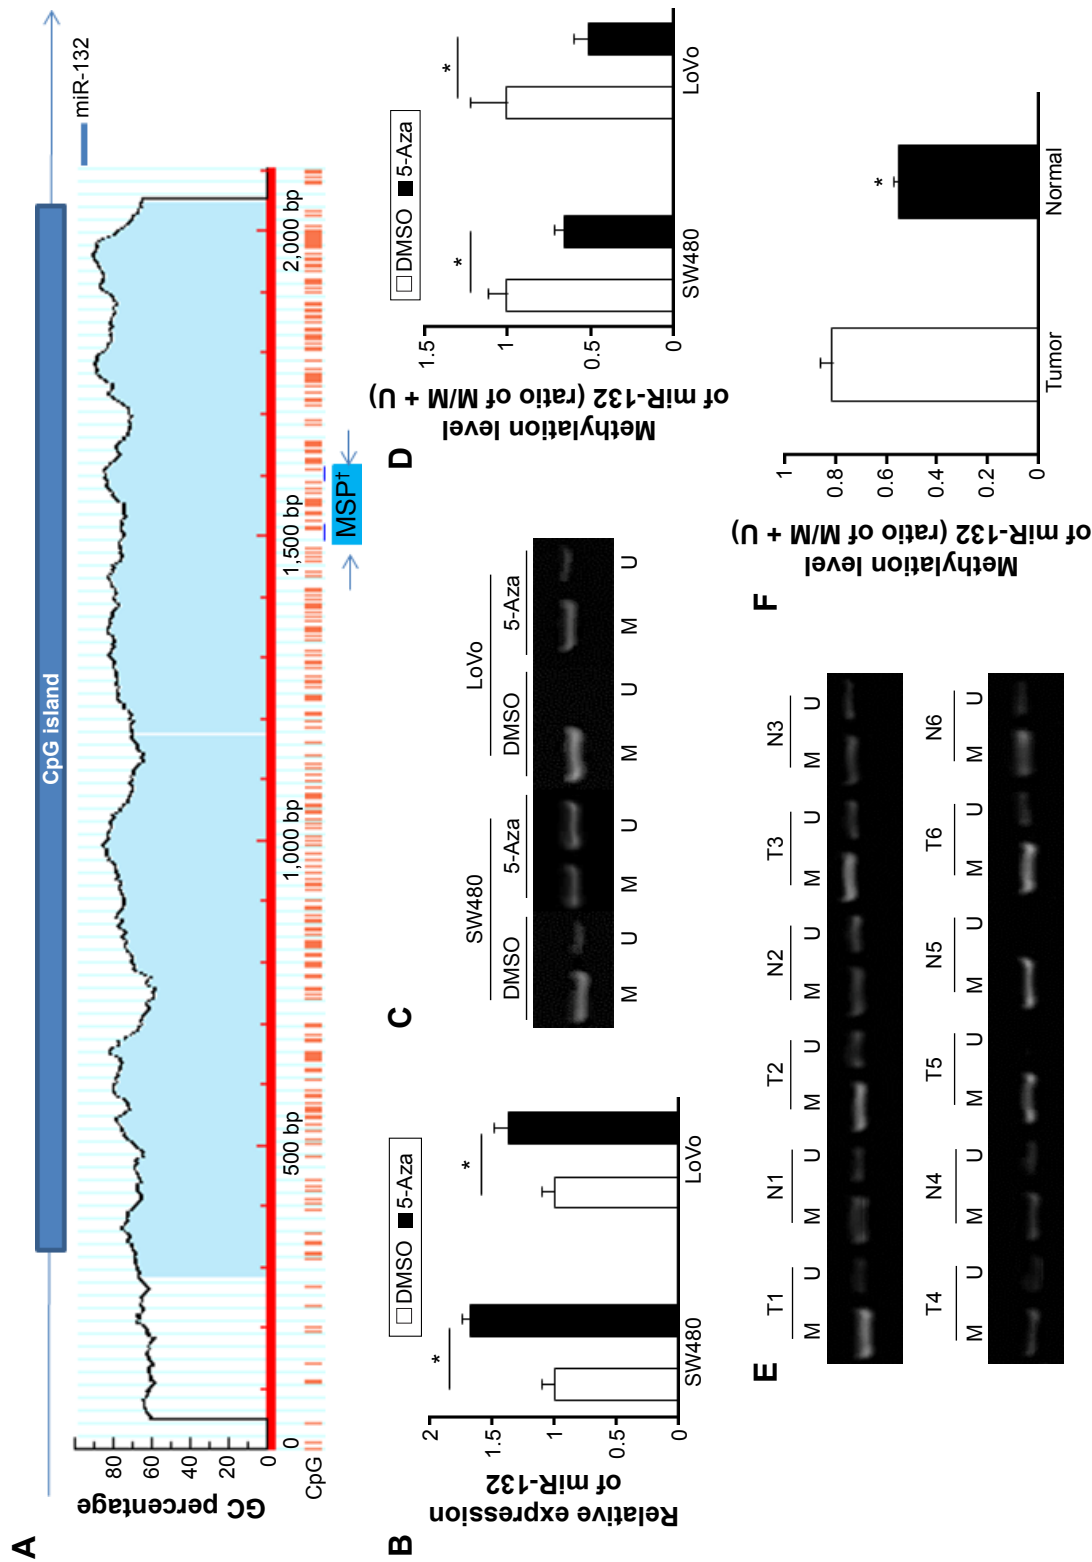 A
CpG island
miR-132
GC percentage
80
60
40
20
0
0
500 bp
1,000 bp
1,500 bp
2,000 bp
CpG
MSP†
B
Relative expression
of miR-132
DMSO 5-Aza
2
1.5
1
0.5
0
*
*
SW480
LoVo
C
SW480
LoVo
DMSO
5-Aza
DMSO
5-Aza
M U M U M U M U
D
Methylation level
of miR-132 (ratio of M/M + U)
DMSO 5-Aza
1.5
1
0.5
0
*
*
SW480
LoVo
E
T1 N1 T2 N2 T3 N3
M U M U M U M U M U M U
T4 N4 T5 N5 T6 N6
M U M U M U M U M U M U
F
Methylation level
of miR-132 (ratio of M/M + U)
1
0.8
0.6
0.4
0.2
0
*
Tumor
Normal